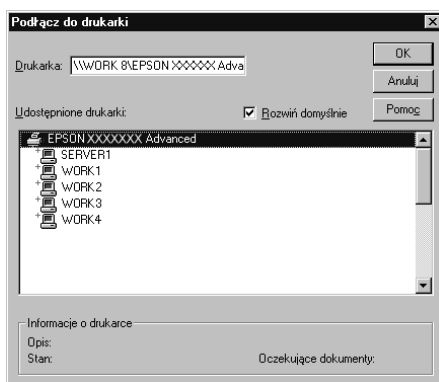 Podłącz do drukarki
Drukarka: \\WORK 8\EPSON XXXXXX Adva
OK
Anuluj
Pomoc
Udostępnione drukarki: Rozwiń domyślnie
EPSON XXXXXXX Advanced
SERVER1
WORK1
WORK2
WORK3
WORK4
Informacje o drukarce
Opis:
Stan: Oczekujące dokumenty: